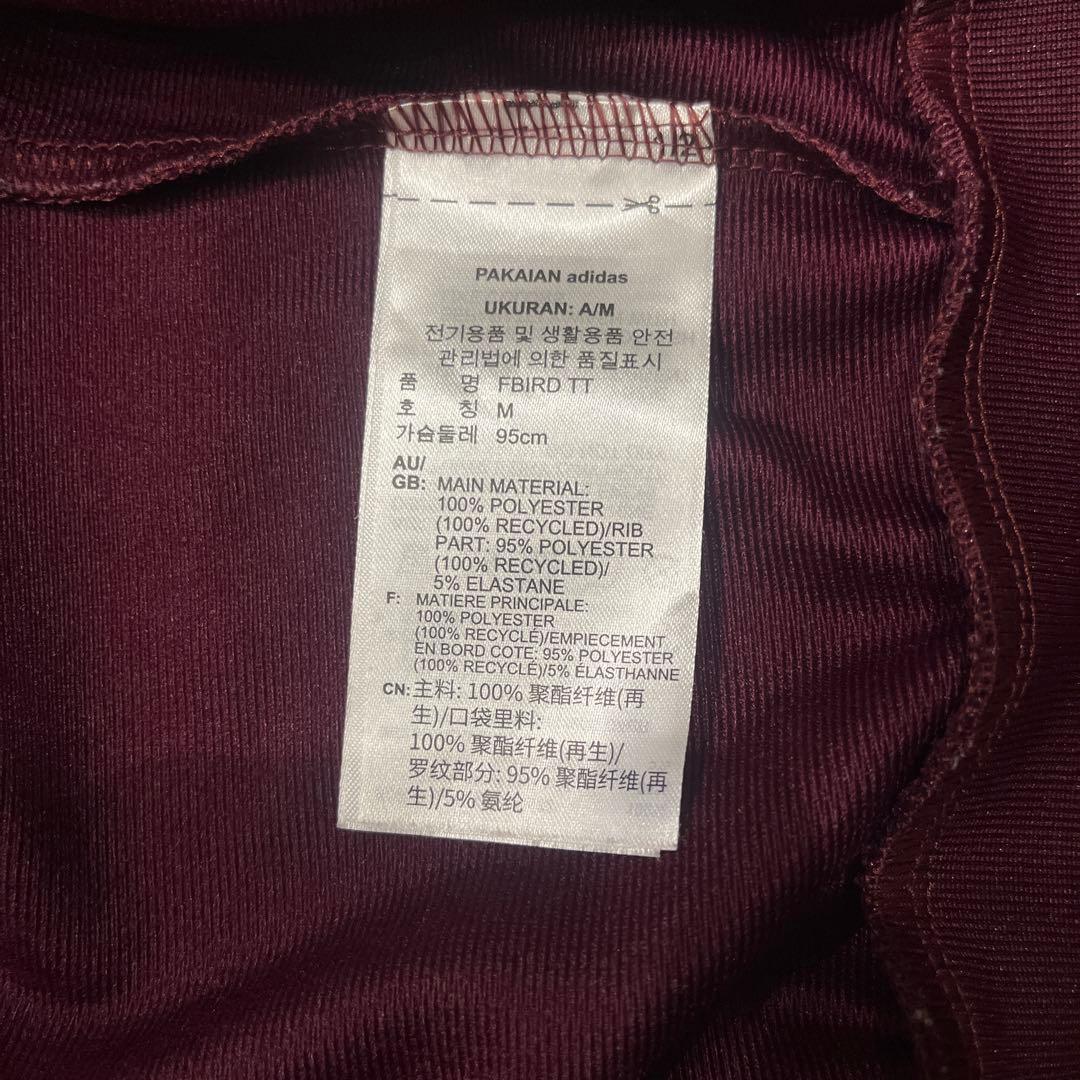 PAKAIAN adidas
UKURAN: A/M
전기용품 및 생활용품 안전
관리법에 의한 품질표시
품 명 FBIRD TT
호 칭 M
가슴둘레 95cm
AU/
GB: MAIN MATERIAL:
100% POLYESTER
(100% RECYCLED)/RIB
PART: 95% POLYESTER
(100% RECYCLED)/
5% ELASTANE
F: MATIERE PRINCIPALE:
100% POLYESTER
(100% RECYCLÉ)/EMPIECEMENT
EN BORD COTE: 95% POLYESTER
(100% RECYCLÉ)/5% ÉLASTHANNE
CN: 主料: 100% 聚酯纤维(再
生)/口袋里料:
100% 聚酯纤维(再生)/
罗纹部分: 95% 聚酯纤维(再
生)/5% 氨纶